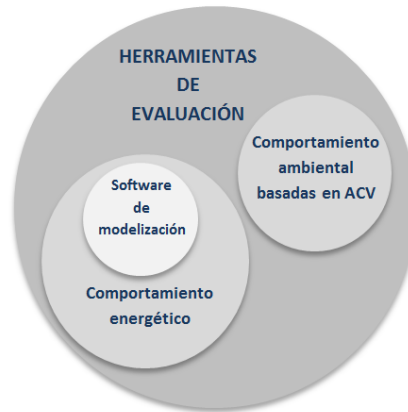 HERRAMIENTAS
DE
EVALUACIÓN
Comportamiento
ambiental
basadas en ACV
Software
de
modelización
Comportamiento
energético